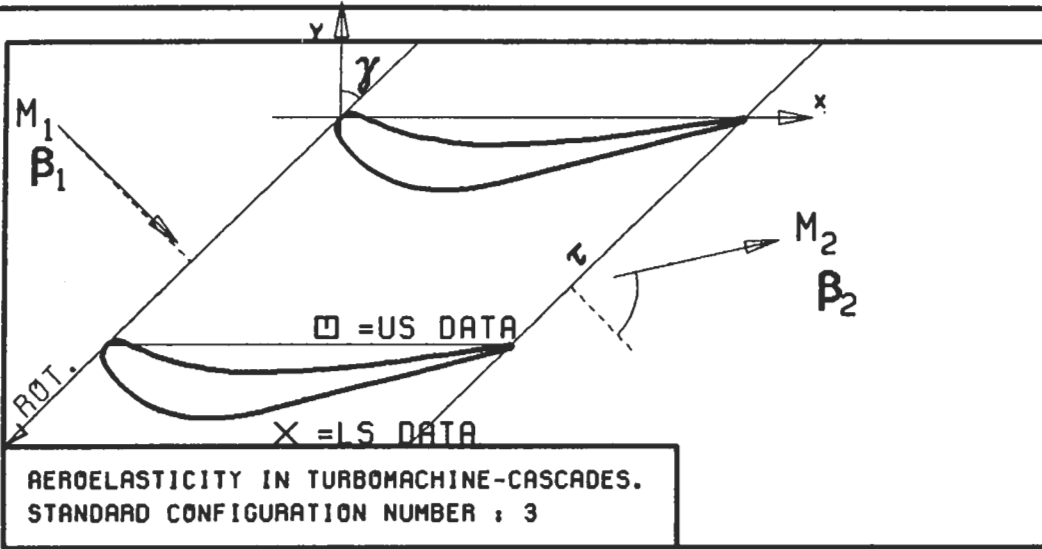 Y
γ
x
M₁
β₁
M₂
β₂
τ
□ =US DATA
ROT.
× =LS DATA
AEROELASTICITY IN TURBOMACHINE-CASCADES.
STANDARD CONFIGURATION NUMBER : 3